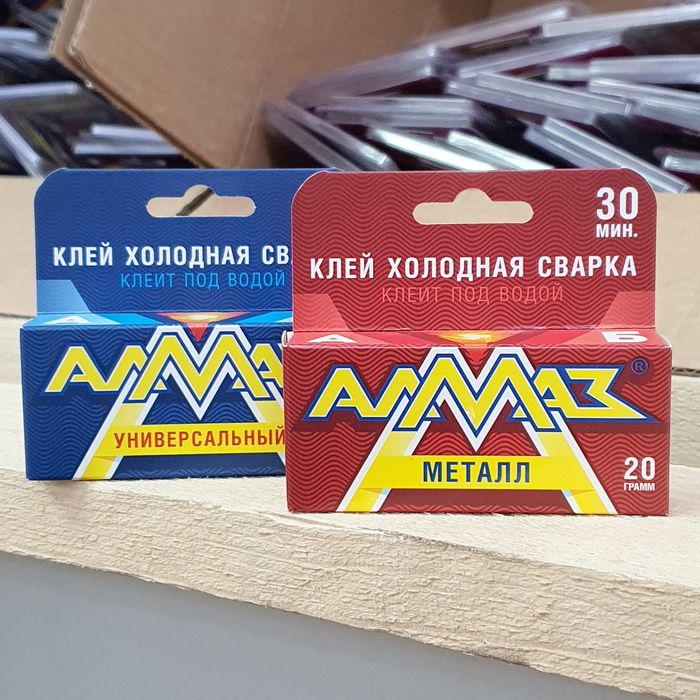 КЛЕЙ ХОЛОДНАЯ
КЛЕИТ ПОД ВОДОЙ
А
АЛМАЗ
УНИВЕРСАЛЬНЫЙ
30
МИН.
КЛЕЙ ХОЛОДНАЯ СВАРКА
КЛЕИТ ПОД ВОДОЙ
А Б
АЛМАЗ®
МЕТАЛЛ
20
ГРАММ